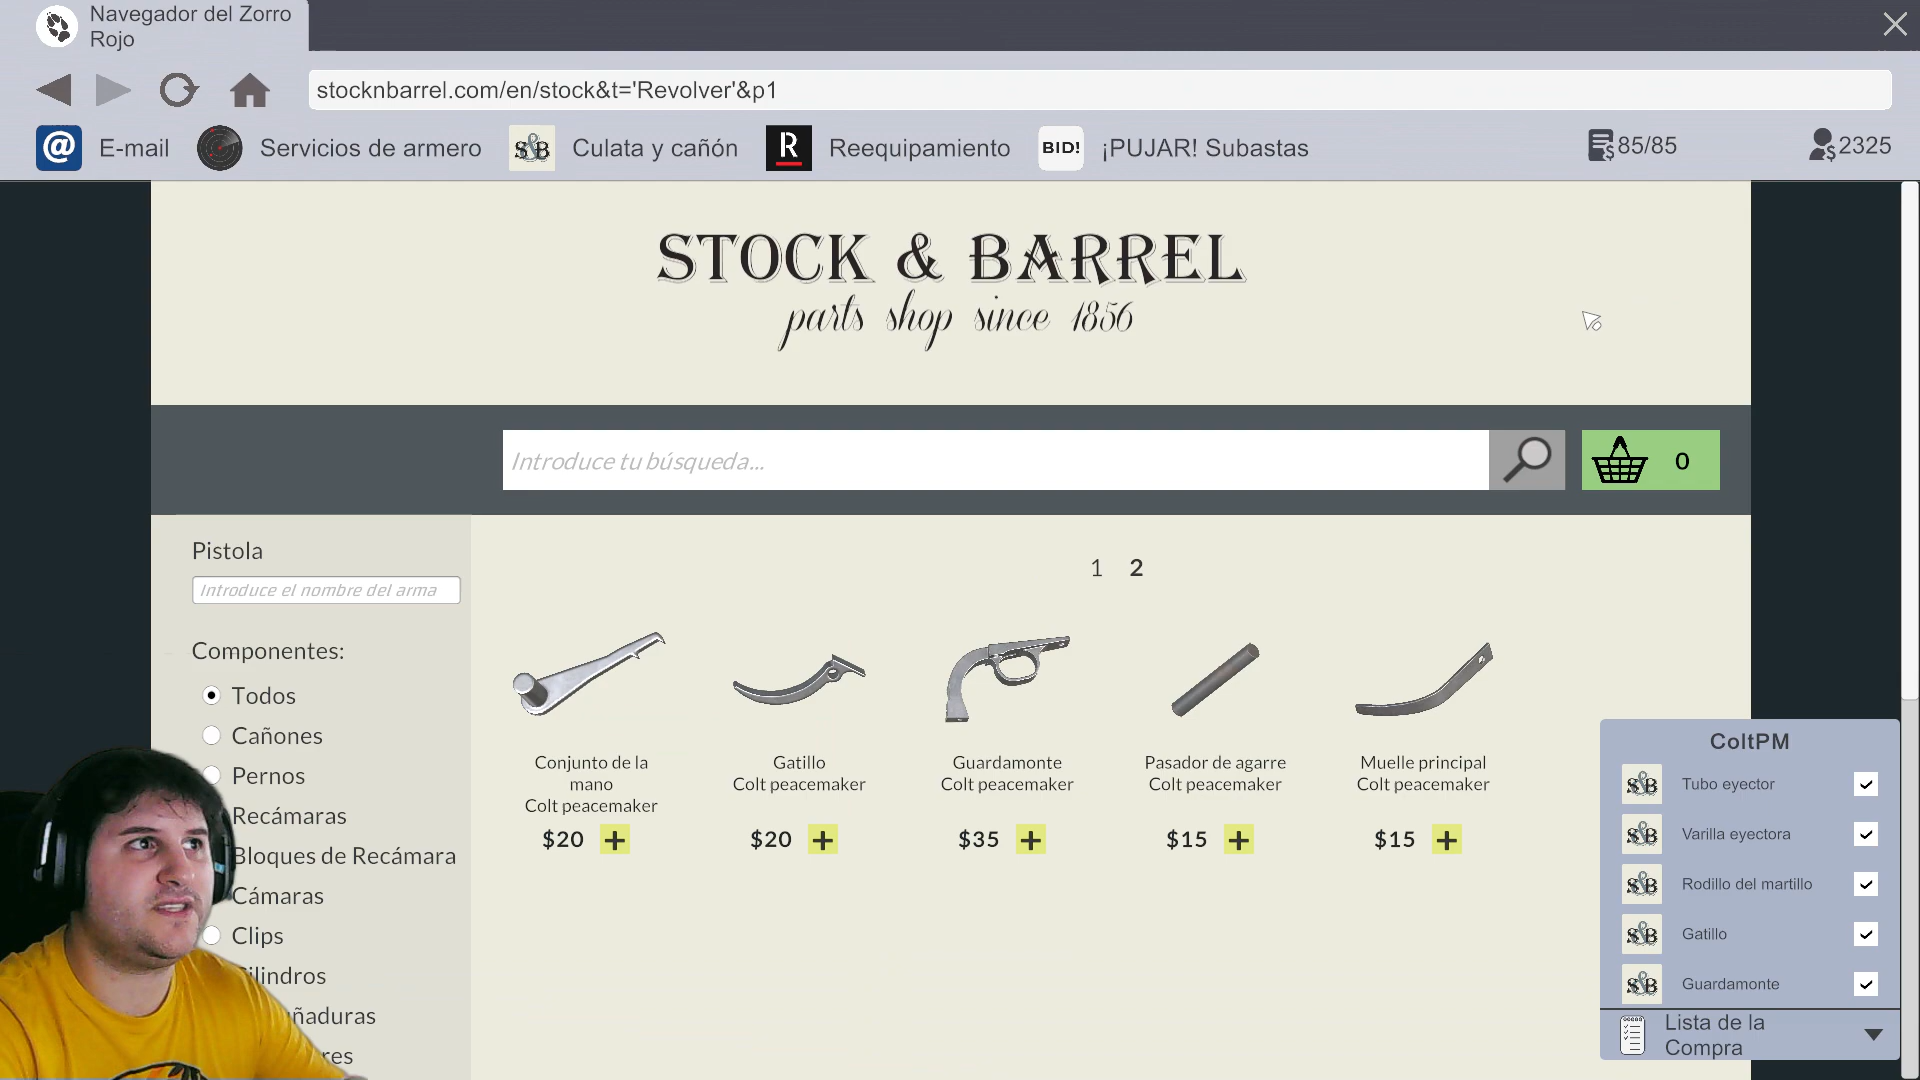 Navegador del Zorro
Rojo
stocknbarrel.com/en/stock&t='Revolver'&p1
@ E-mail
Servicios de armero
S&B Culata y cañón
R Reequipamiento
BID! ¡PUJAR! Subastas
85/85
2325
STOCK & BARREL
parts shop since 1856
Introduce tu búsqueda...
0
Pistola
Introduce el nombre del arma
Componentes:
Todos
Cañones
Pernos
Recámaras
Bloques de Recámara
Cámaras
Clips
ilindros
uñaduras
res
1 2
Conjunto de la
mano
Colt peacemaker
$20 +
Gatillo
Colt peacemaker
$20 +
Guardamonte
Colt peacemaker
$35 +
Pasador de agarre
Colt peacemaker
$15 +
Muelle principal
Colt peacemaker
$15 +
ColtPM
S&B Tubo eyector
S&B Varilla eyectora
S&B Rodillo del martillo
S&B Gatillo
S&B Guardamonte
Lista de la
Compra